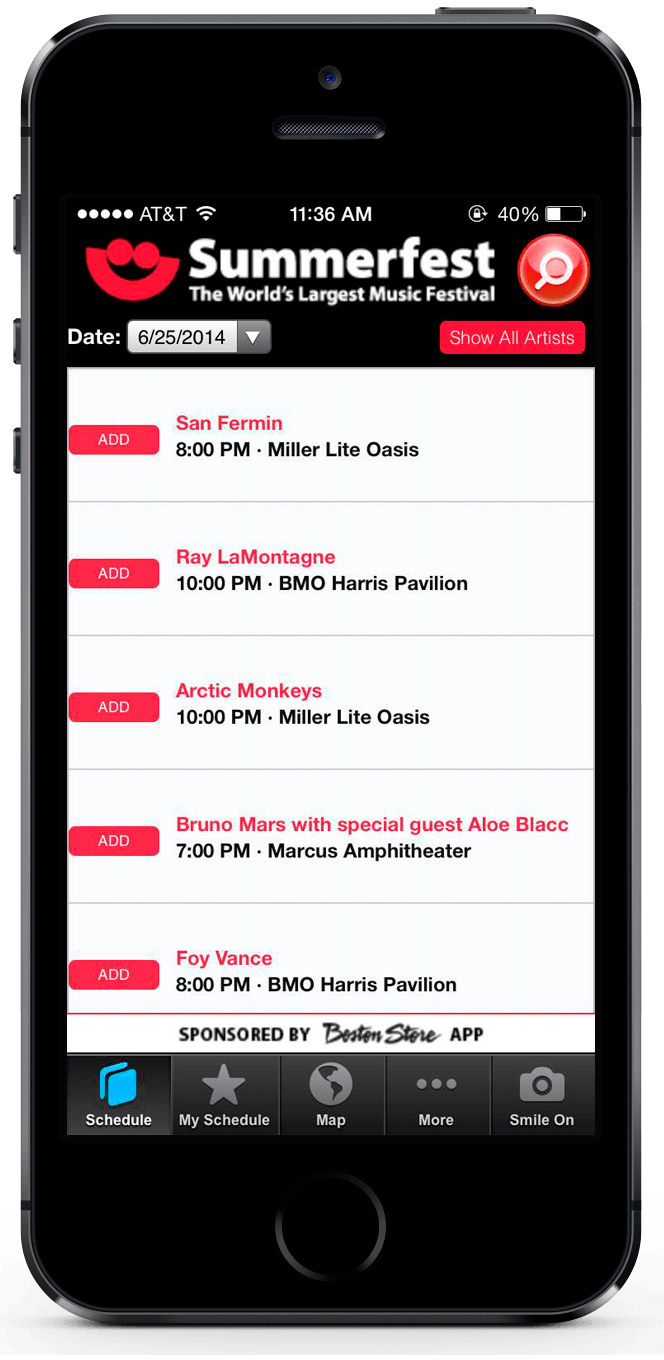 AT&T 11:36 AM 40%
Summerfest
The World's Largest Music Festival
Date: 6/25/2014 Show All Artists
ADD
San Fermin
8:00 PM · Miller Lite Oasis
ADD
Ray LaMontagne
10:00 PM · BMO Harris Pavilion
ADD
Arctic Monkeys
10:00 PM · Miller Lite Oasis
ADD
Bruno Mars with special guest Aloe Blacc
7:00 PM · Marcus Amphitheater
ADD
Foy Vance
8:00 PM · BMO Harris Pavilion
SPONSORED BY Boston Store APP
Schedule My Schedule Map More Smile On